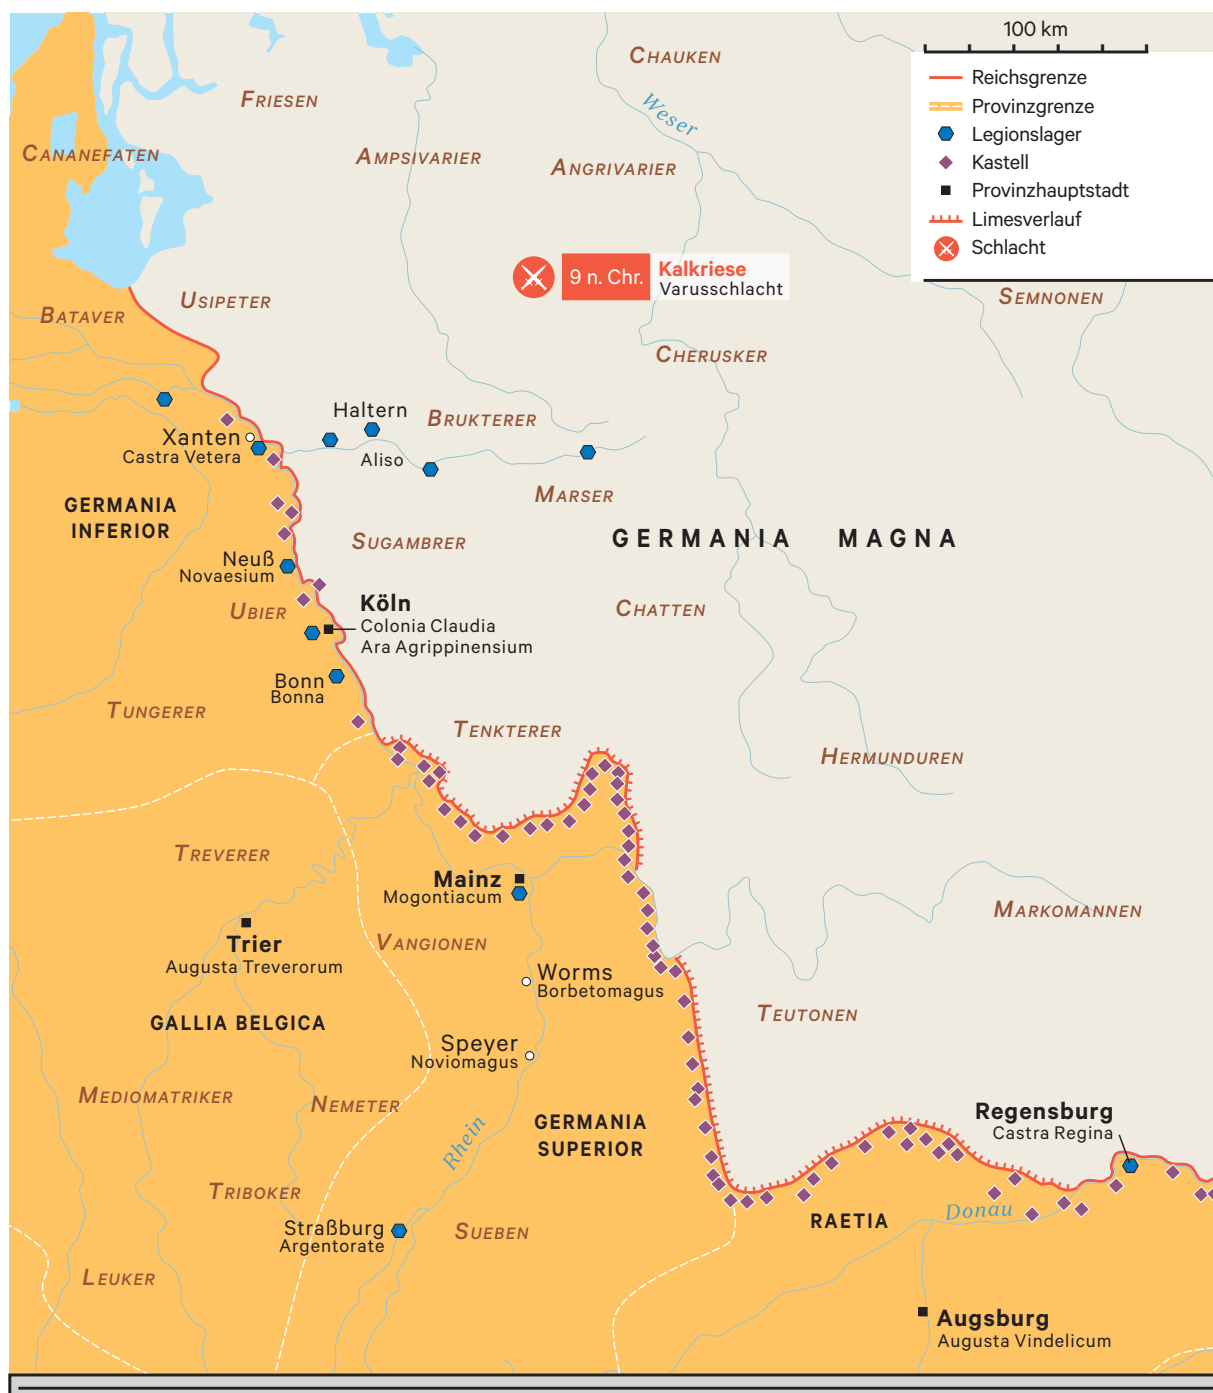 100 km
Reichsgrenze
Provinzgrenze
Legionslager
Kastell
Provinzhauptstadt
Limesverlauf
Schlacht
CHAUKEN
FRIESEN
Weser
CANANEFATEN
AMPSIVARIER
ANGRIVARIER
9 n. Chr.
Kalkriese
Varusschlacht
USIPETER
SEMNONEN
BATAVER
CHERUSKER
Haltern
BRUKTERER
Xanten
Castra Vetera
Aliso
MARSER
GERMANIA
INFERIOR
SUGAMBRER
GERMANIA MAGNA
Neuß
Novaesium
UBIER
Köln
Colonia Claudia
Ara Agrippinensium
CHATTEN
Bonn
Bonna
TUNGERER
TENKTERER
HERMUNDUREN
TREVERER
Mainz
Mogontiacum
MARKOMANNEN
Trier
Augusta Treverorum
VANGIONEN
Worms
Borbetomagus
TEUTONEN
GALLIA BELGICA
Speyer
Noviomagus
MEDIOMATRIKER
NEMETER
Rhein
GERMANIA
SUPERIOR
Regensburg
Castra Regina
TRIBOKER
Straßburg
Argentorate
SUEBEN
RAETIA
Donau
LEUKER
Augsburg
Augusta Vindelicum